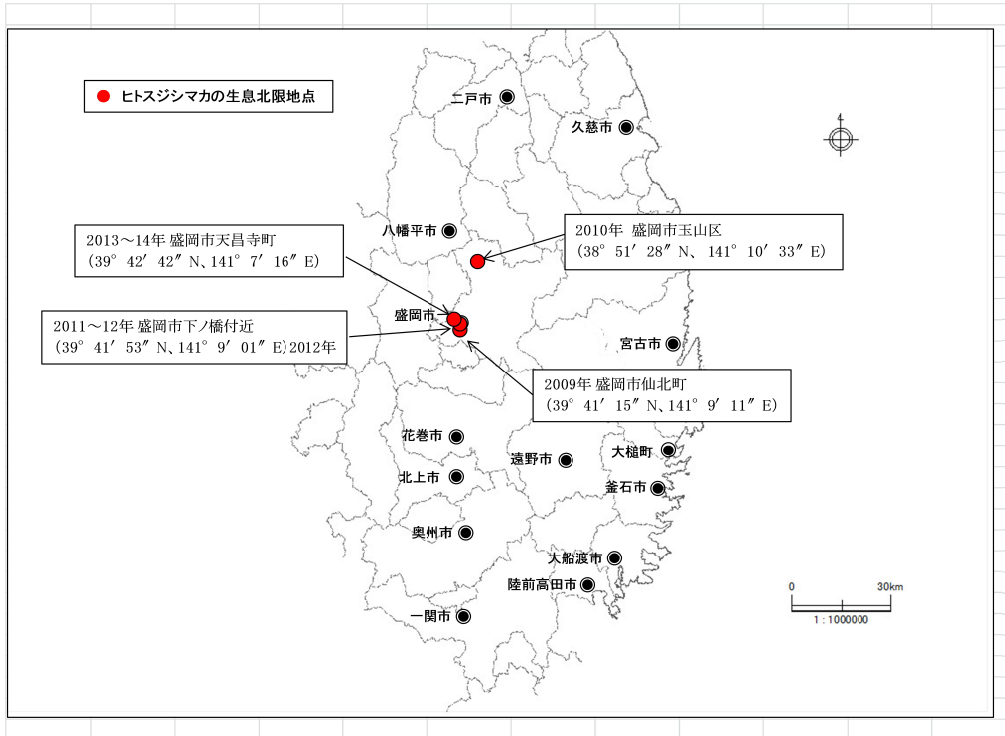 ヒトスジシマカの生息北限地点
二戸市
久慈市
4
八幡平市
2010年 盛岡市玉山区
(38° 51′ 28″ N、 141° 10′ 33″ E)
2013～14年 盛岡市天昌寺町
(39° 42′ 42″ N、141° 7′ 16″ E)
盛岡市
2011～12年 盛岡市下ノ橋付近
(39° 41′ 53″ N、141° 9′ 01″ E)2012年
宮古市
2009年 盛岡市仙北町
(39° 41′ 15″ N、141° 9′ 11″ E)
花巻市
遠野市
大槌町
北上市
釜石市
奥州市
大船渡市
陸前高田市
一関市
0 30km
1 : 1000000